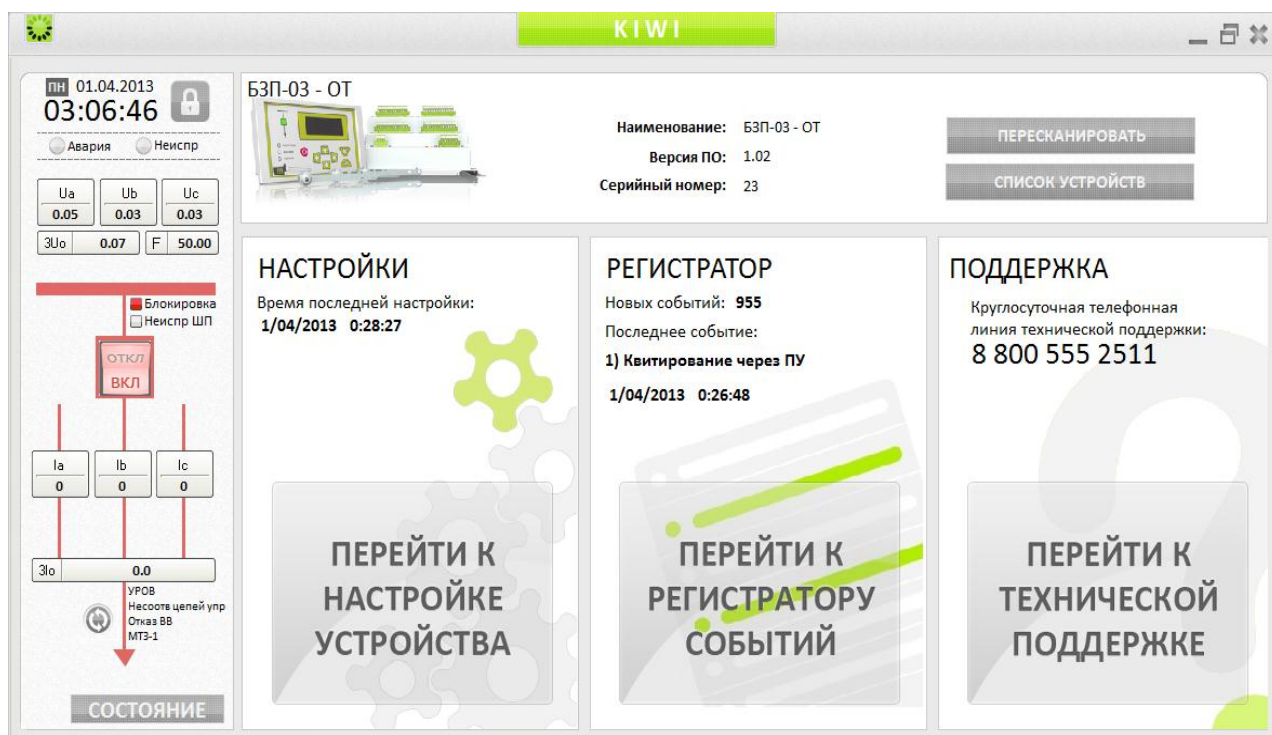 KIWI
ПН 01.04.2013
03:06:46
Авария Неиспр
Ua Ub Uc
0.05 0.03 0.03
3Uo 0.07 F 50.00
Блокировка
Неиспр ШП
ОТКЛ
ВКЛ
Ia Ib Ic
0 0 0
3Io 0.0
УРОВ
Несоотв цепей упр
Отказ ВВ
МТЗ-1
СОСТОЯНИЕ
БЗП-03 - ОТ
Наименование: БЗП-03 - ОТ
Версия ПО: 1.02
Серийный номер: 23
ПЕРЕСКАНИРОВАТЬ
СПИСОК УСТРОЙСТВ
НАСТРОЙКИ
Время последней настройки:
1/04/2013 0:28:27
ПЕРЕЙТИ К
НАСТРОЙКЕ
УСТРОЙСТВА
РЕГИСТРАТОР
Новых событий: 955
Последнее событие:
1) Квитирование через ПУ
1/04/2013 0:26:48
ПЕРЕЙТИ К
РЕГИСТРАТОРУ
СОБЫТИЙ
ПОДДЕРЖКА
Круглосуточная телефонная
линия технической поддержки:
8 800 555 2511
ПЕРЕЙТИ К
ТЕХНИЧЕСКОЙ
ПОДДЕРЖКЕ